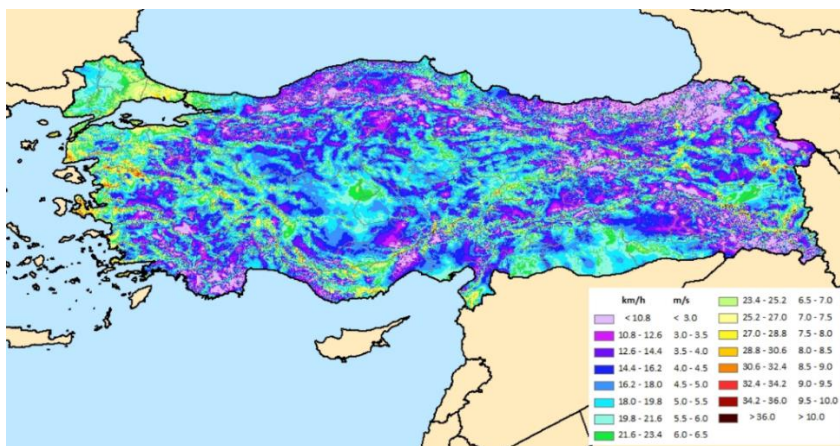 km/h m/s
< 10.8 < 3.0
10.8 - 12.6 3.0 - 3.5
12.6 - 14.4 3.5 - 4.0
14.4 - 16.2 4.0 - 4.5
16.2 - 18.0 4.5 - 5.0
18.0 - 19.8 5.0 - 5.5
19.8 - 21.6 5.5 - 6.0
21.6 - 23.4 6.0 - 6.5
23.4 - 25.2 6.5 - 7.0
25.2 - 27.0 7.0 - 7.5
27.0 - 28.8 7.5 - 8.0
28.8 - 30.6 8.0 - 8.5
30.6 - 32.4 8.5 - 9.0
32.4 - 34.2 9.0 - 9.5
34.2 - 36.0 9.5 - 10.0
> 36.0 > 10.0